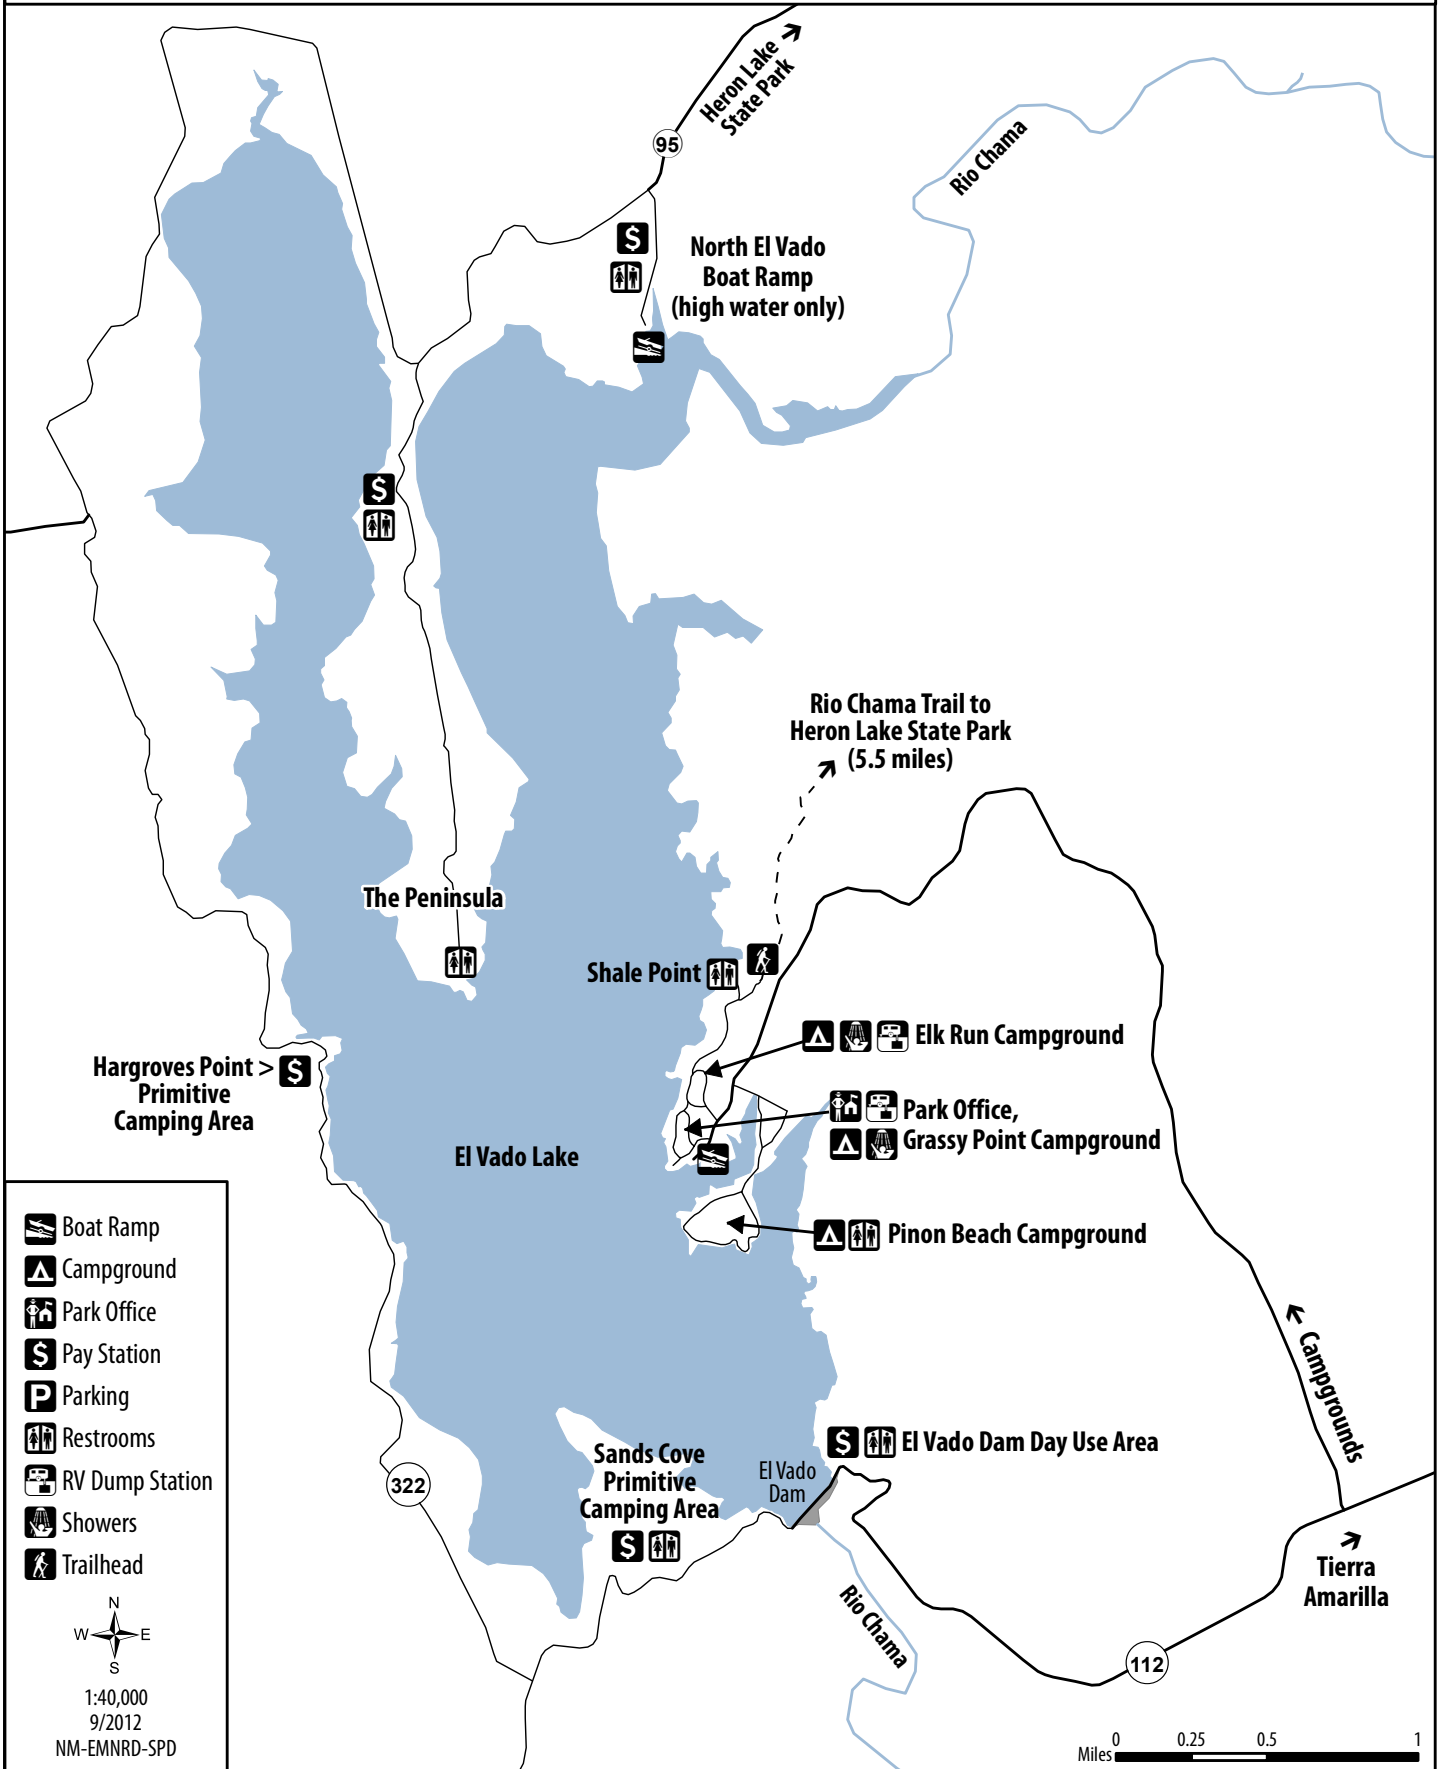 Heron Lake
State Park
95
Rio Chama
$
North El Vado
Boat Ramp
(high water only)
$
Rio Chama Trail to
Heron Lake State Park
(5.5 miles)
The Peninsula
Shale Point
Elk Run Campground
Hargroves Point >
$
Primitive
Camping Area
Park Office,
Grassy Point Campground
El Vado Lake
Pinon Beach Campground
Boat Ramp
Campground
Park Office
$ Pay Station
P Parking
Restrooms
RV Dump Station
Showers
Trailhead
N
W E
S
1:40,000
9/2012
NM-EMNRD-SPD
Campgrounds
$ El Vado Dam Day Use Area
Sands Cove
Primitive
Camping Area
$
El Vado
Dam
322
Rio Chama
Tierra
Amarilla
112
0 0.25 0.5 1
Miles